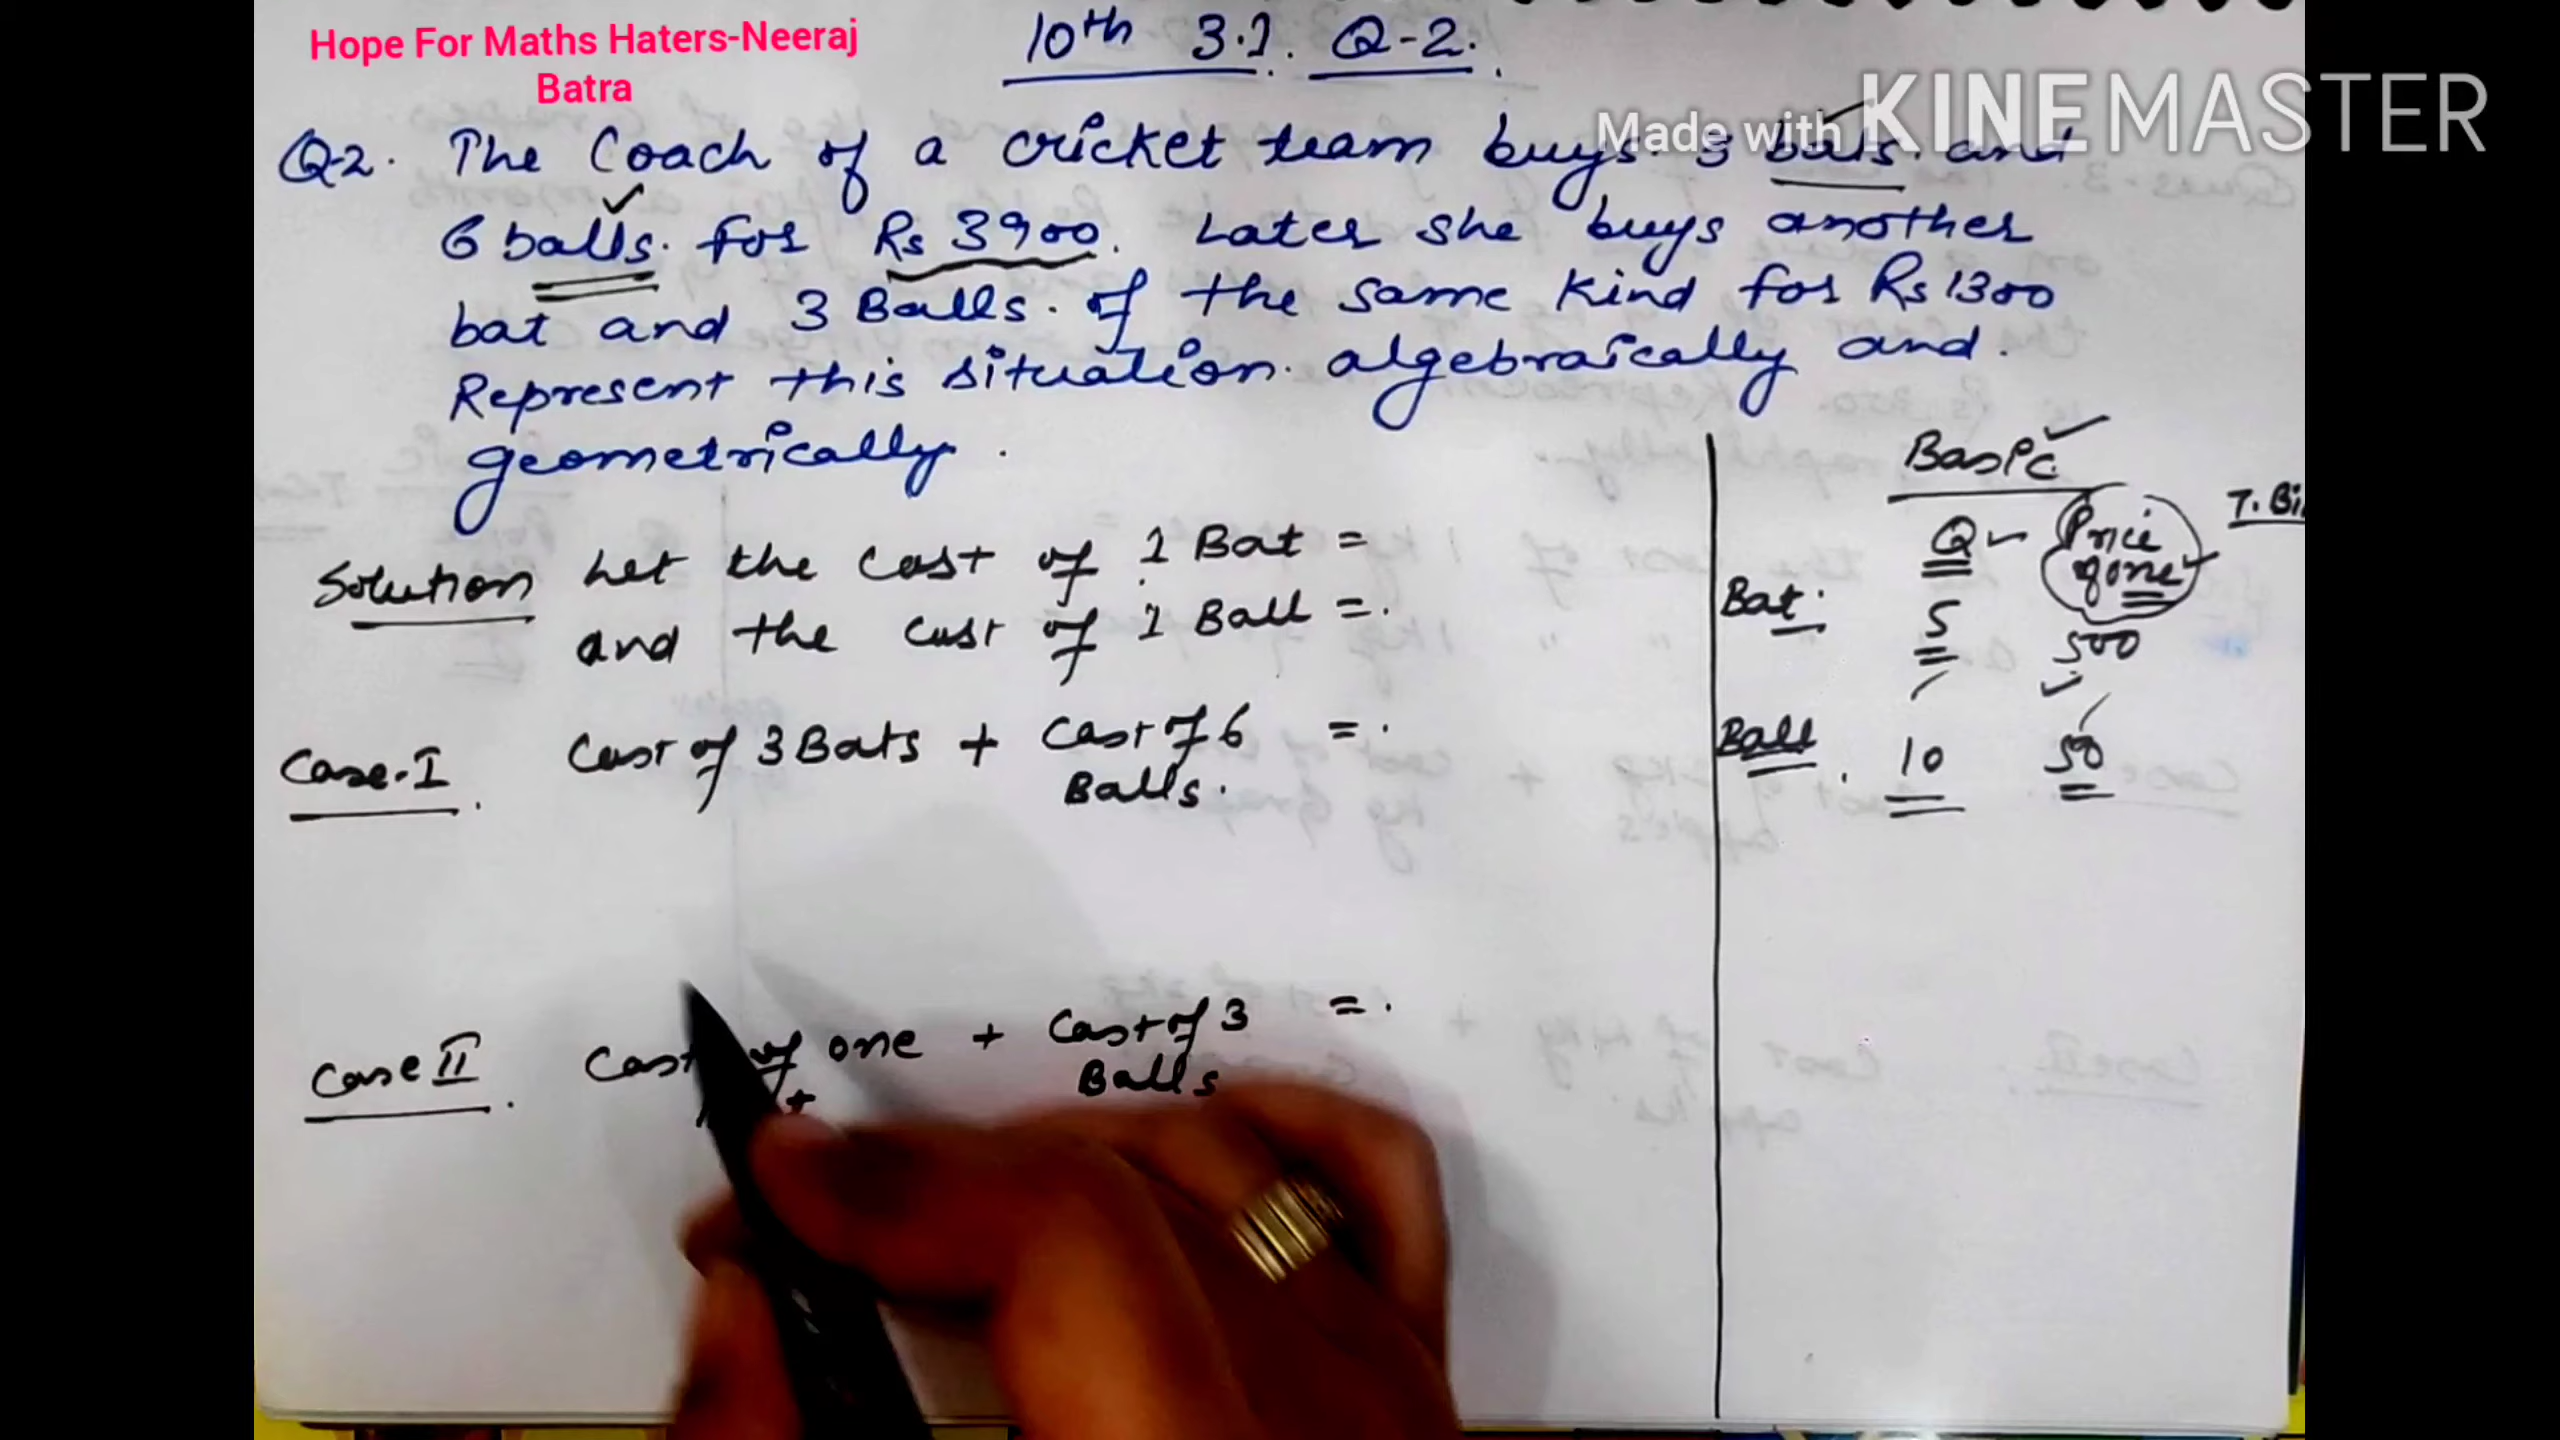 Hope For Maths Haters-Neeraj
Batra
10th 3.1. Q-2.
Made with KINEMASTER
Q-2. The Coach of a cricket team buys 3 bats and
6 balls for Rs 3900. Later she buys another
bat and 3 Balls of the same kind for Rs 1300
Represent this situation algebraically and
geometrically.
Solution Let the cost of 1 Bat =
and the cost of 1 Ball =
Case-I Cost of 3 Bats + Cost of 6 =
Balls.
Case II Cost of one + Cost of 3 =
Balls
Basic
Q Price T. Bi
of one
Bat 5 500
Ball 10 50